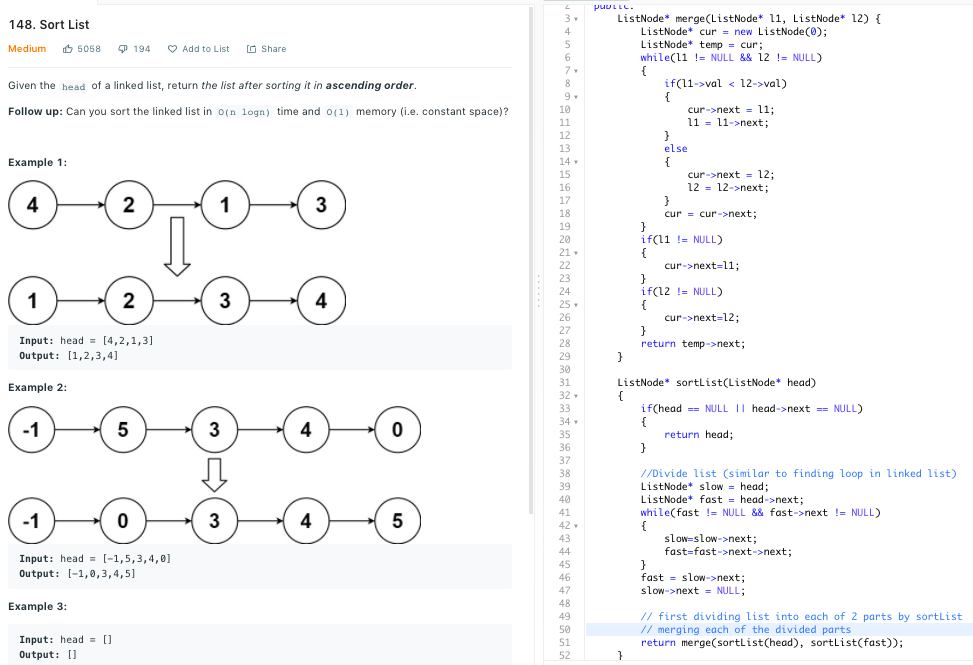 148. Sort List
Medium 5058 194 Add to List Share
Given the head of a linked list, return the list after sorting it in ascending order.
Follow up: Can you sort the linked list in O(n logn) time and O(1) memory (i.e. constant space)?
Example 1:
4 2 1 3
1 2 3 4
Input: head = [4,2,1,3]
Output: [1,2,3,4]
Example 2:
-1 5 3 4 0
-1 0 3 4 5
Input: head = [-1,5,3,4,0]
Output: [-1,0,3,4,5]
Example 3:
Input: head = []
Output: []
2 public:
3 ListNode* merge(ListNode* l1, ListNode* l2) {
4 ListNode* cur = new ListNode(0);
5 ListNode* temp = cur;
6 while(l1 != NULL && l2 != NULL)
7 {
8 if(l1->val < l2->val)
9 {
10 cur->next = l1;
11 l1 = l1->next;
12 }
13 else
14 {
15 cur->next = l2;
16 l2 = l2->next;
17 }
18 cur = cur->next;
19 }
20 if(l1 != NULL)
21 {
22 cur->next=l1;
23 }
24 if(l2 != NULL)
25 {
26 cur->next=l2;
27 }
28 return temp->next;
29 }
30
31 ListNode* sortList(ListNode* head)
32 {
33 if(head == NULL || head->next == NULL)
34 {
35 return head;
36 }
37
38 //Divide list (similar to finding loop in linked list)
39 ListNode* slow = head;
40 ListNode* fast = head->next;
41 while(fast != NULL && fast->next != NULL)
42 {
43 slow=slow->next;
44 fast=fast->next->next;
45 }
46 fast = slow->next;
47 slow->next = NULL;
48
49 // first dividing list into each of 2 parts by sortList
50 // merging each of the divided parts
51 return merge(sortList(head), sortList(fast));
52 }